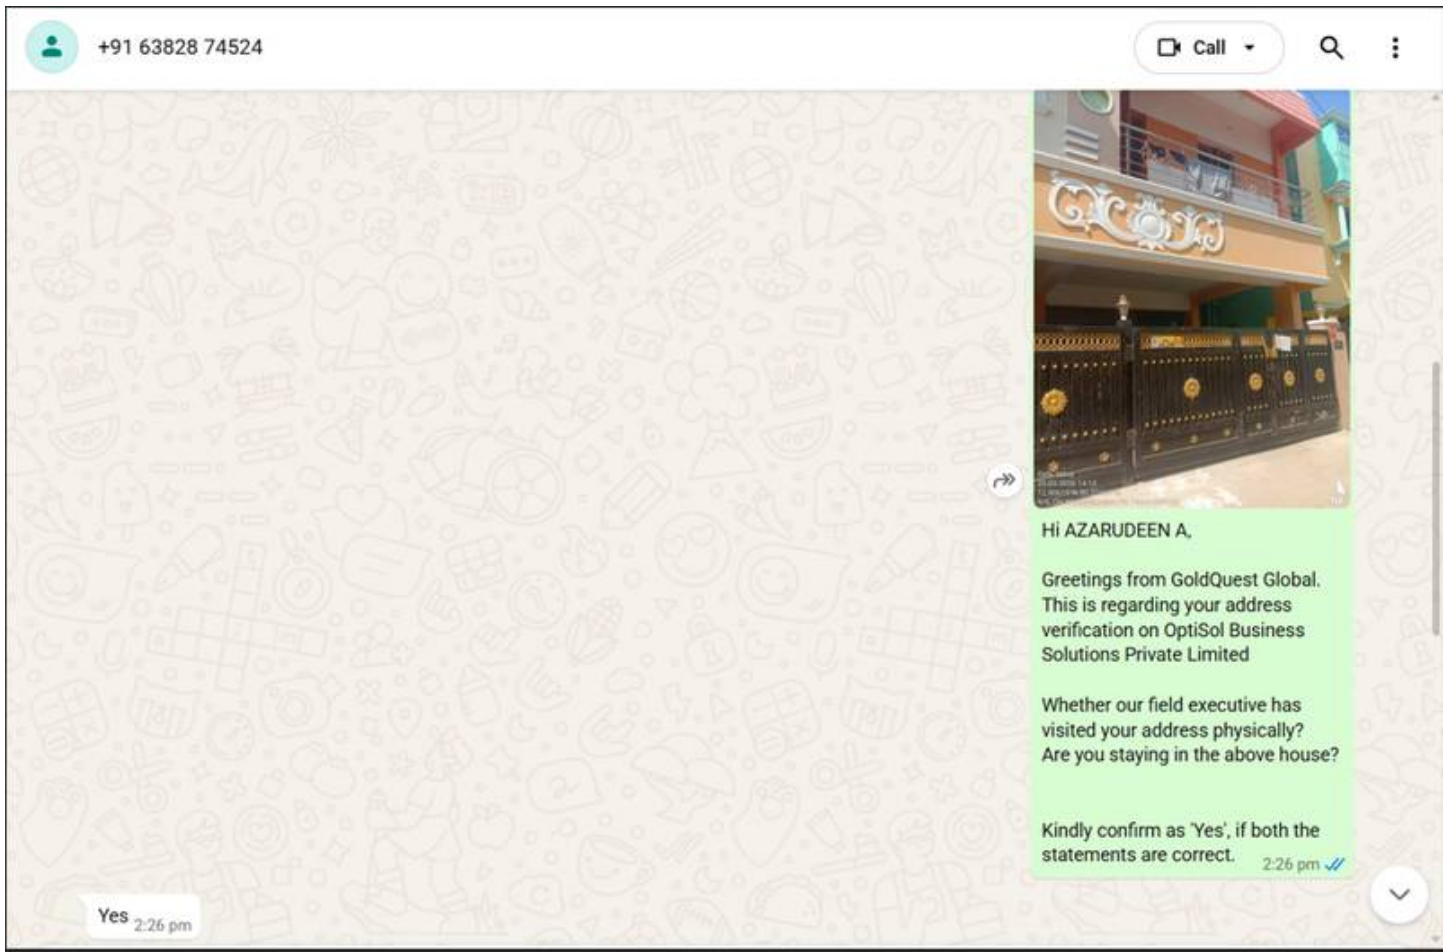 +91 63828 74524
Call
Hi AZARUDEEN A,
Greetings from GoldQuest Global.
This is regarding your address
verification on OptiSol Business
Solutions Private Limited
Whether our field executive has
visited your address physically?
Are you staying in the above house?
Kindly confirm as 'Yes', if both the
statements are correct.
2:26 pm
Yes
2:26 pm